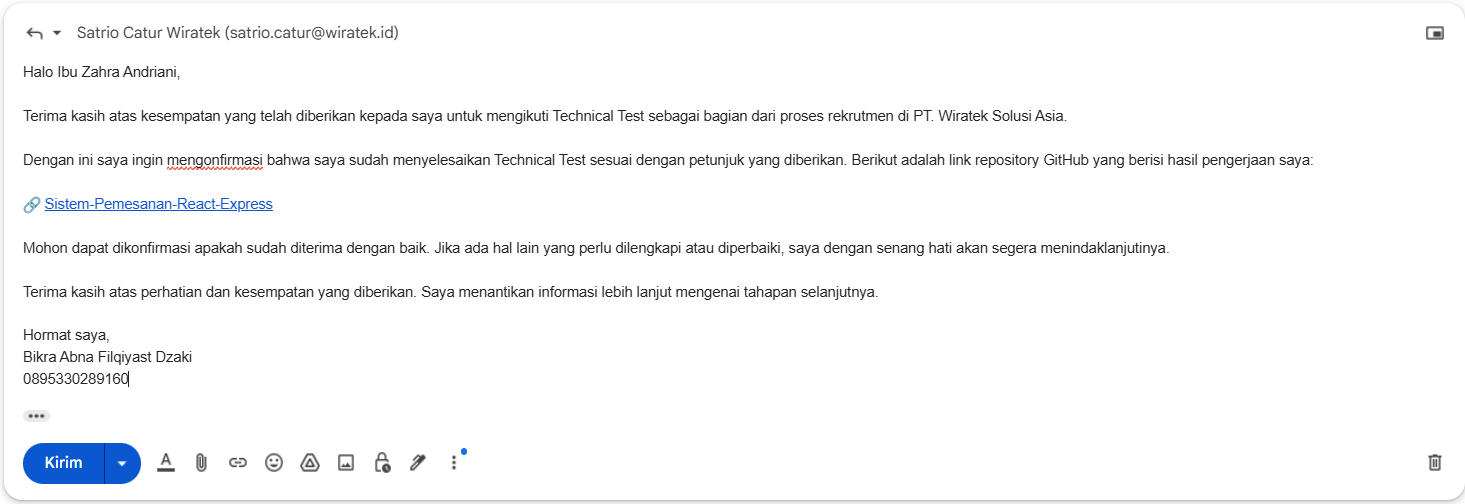 Satrio Catur Wiratek (satrio.catur@wiratek.id)
Halo Ibu Zahra Andriani,
Terima kasih atas kesempatan yang telah diberikan kepada saya untuk mengikuti Technical Test sebagai bagian dari proses rekrutmen di PT. Wiratek Solusi Asia.
Dengan ini saya ingin mengonfirmasi bahwa saya sudah menyelesaikan Technical Test sesuai dengan petunjuk yang diberikan. Berikut adalah link repository GitHub yang berisi hasil pengerjaan saya:
🔗 Sistem-Pemesanan-React-Express
Mohon dapat dikonfirmasi apakah sudah diterima dengan baik. Jika ada hal lain yang perlu dilengkapi atau diperbaiki, saya dengan senang hati akan segera menindaklanjutinya.
Terima kasih atas perhatian dan kesempatan yang diberikan. Saya menantikan informasi lebih lanjut mengenai tahapan selanjutnya.
Hormat saya,
Bikra Abna Filqiyast Dzaki
0895330289160
Kirim